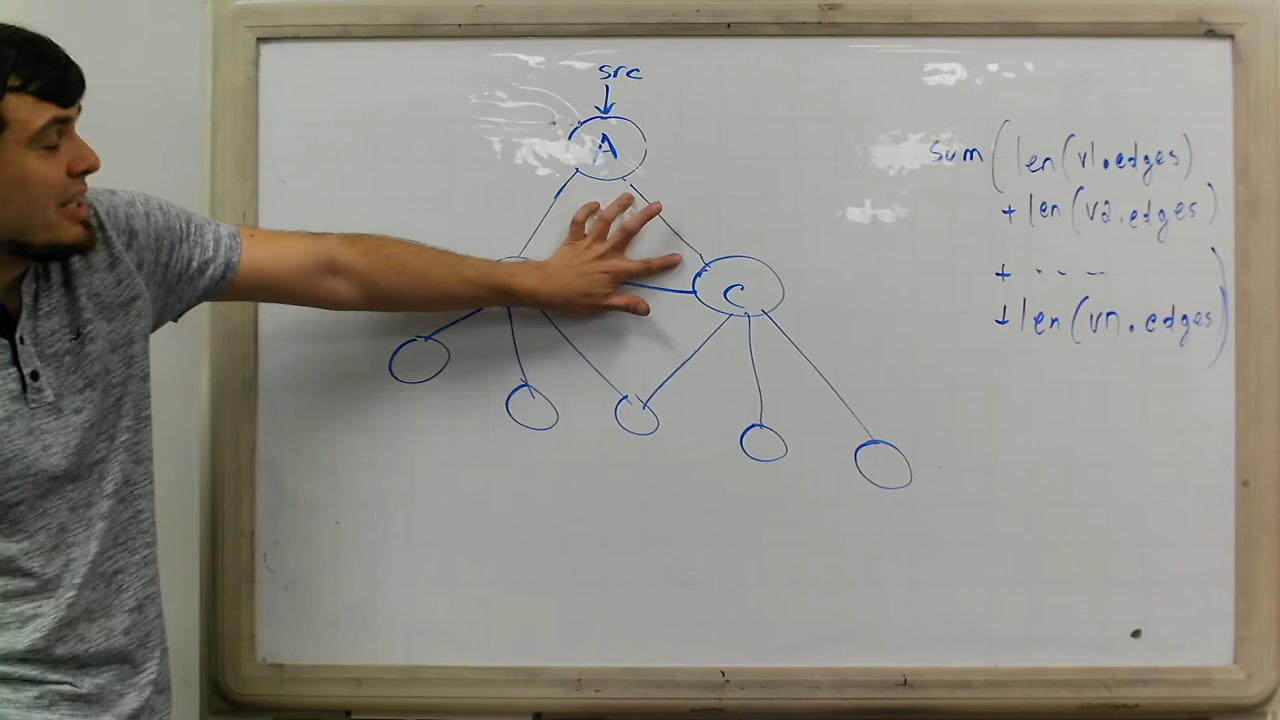 src
A
C
sum(len(v1.edges)
+ len(v2.edges)
+ ----
+ len(vn.edges))